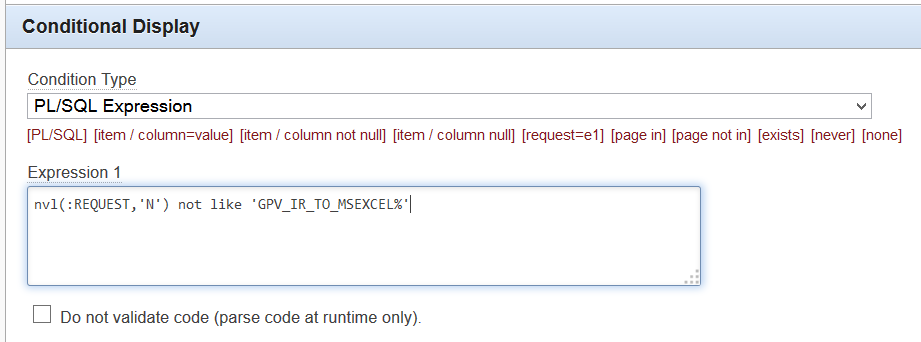 Conditional Display
Condition Type
PL/SQL Expression
[PL/SQL] [item / column=value] [item / column not null] [item / column null] [request=e1] [page in] [page not in] [exists] [never] [none]
Expression 1
nvl(:REQUEST,'N') not like 'GPV_IR_TO_MSEXCEL%'
Do not validate code (parse code at runtime only).